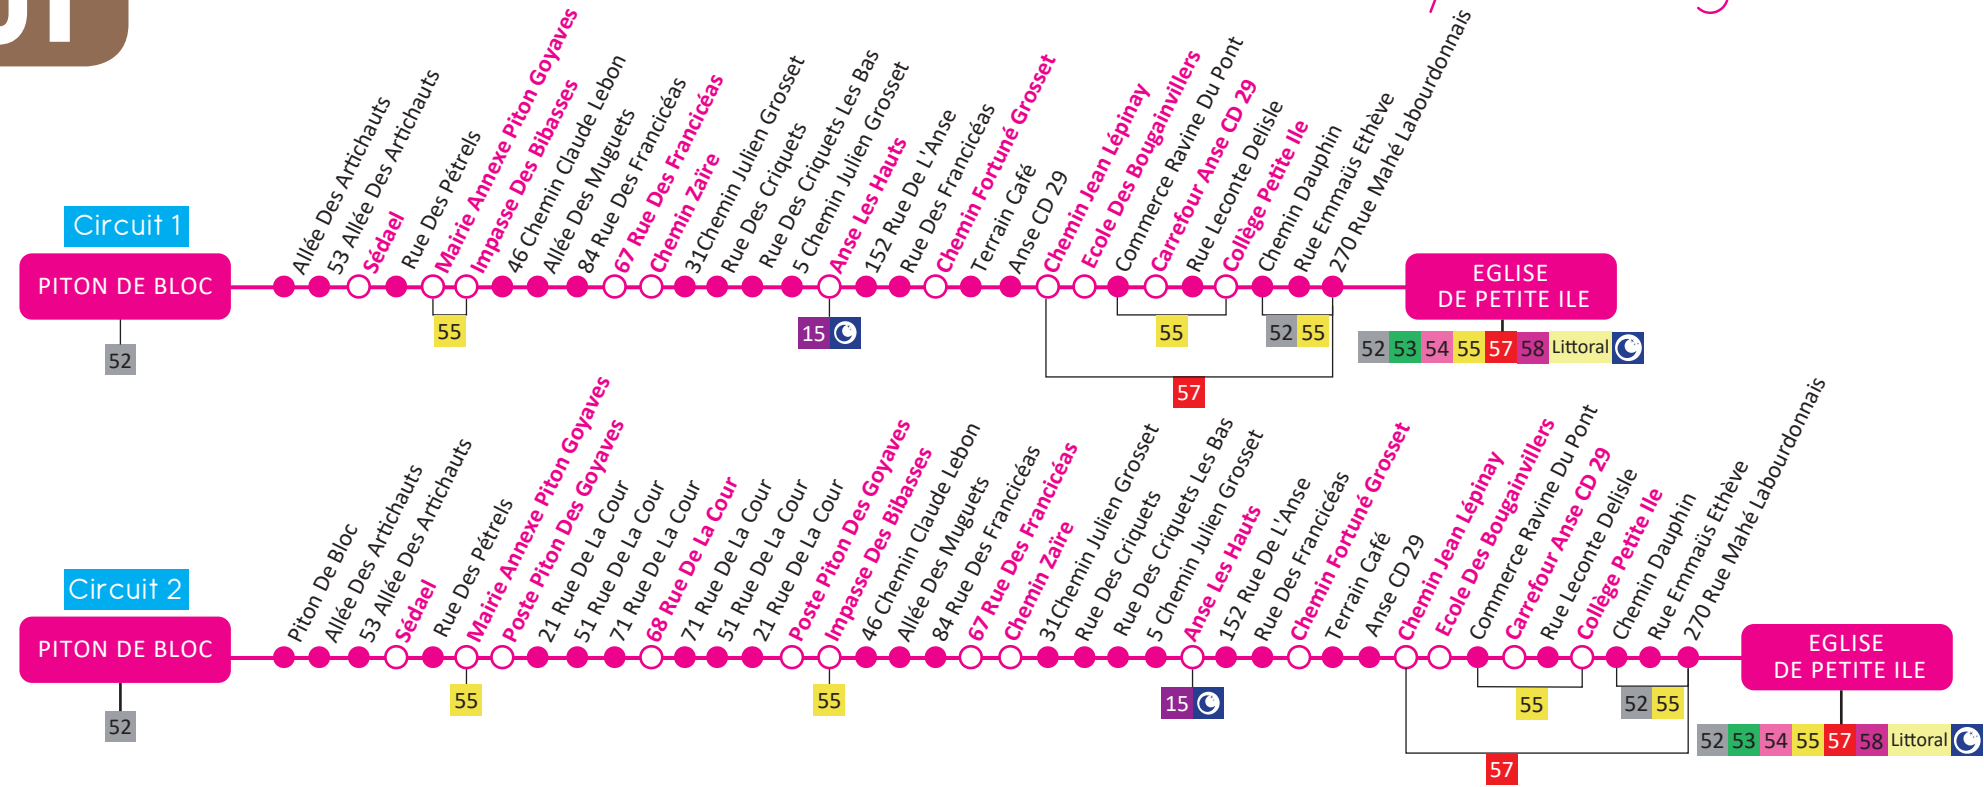 Circuit 1
PITON DE BLOC
52
Allée Des Artichauts
53 Allée Des Artichauts
Sédael
Rue Des Pétrels
Mairie Annexe Piton Goyaves
Impasse Des Bibasses
46 Chemin Claude Lebon
Allée Des Muguets
84 Rue Des Francicéas
67 Rue Des Francicéas
Chemin Zaïre
31Chemin Julien Grosset
Rue Des Criquets
Rue Des Criquets Les Bas
5 Chemin Julien Grosset
Anse Les Hauts
152 Rue De L'Anse
Rue Des Francicéas
Chemin Fortuné Grosset
Terrain Café
Anse CD 29
Chemin Jean Lépinay
Ecole Des Bougainvillers
Commerce Ravine Du Pont
Carrefour Anse CD 29
Rue Leconte Delisle
Collège Petite Ile
Chemin Dauphin
Rue Emmaüs Ethève
270 Rue Mahé Labourdonnais
EGLISE
DE PETITE ILE
55
15
55
52 55
57
52 53 54 55 57 58 Littoral
Circuit 2
PITON DE BLOC
52
Piton De Bloc
Allée Des Artichauts
53 Allée Des Artichauts
Sédael
Rue Des Pétrels
Mairie Annexe Piton Goyaves
Poste Piton Des Goyaves
21 Rue De La Cour
51 Rue De La Cour
71 Rue De La Cour
68 Rue De La Cour
71 Rue De La Cour
51 Rue De La Cour
21 Rue De La Cour
Poste Piton Des Goyaves
Impasse Des Bibasses
46 Chemin Claude Lebon
Allée Des Muguets
84 Rue Des Francicéas
67 Rue Des Francicéas
Chemin Zaïre
31Chemin Julien Grosset
Rue Des Criquets
Rue Des Criquets Les Bas
5 Chemin Julien Grosset
Anse Les Hauts
152 Rue De L'Anse
Rue Des Francicéas
Chemin Fortuné Grosset
Terrain Café
Anse CD 29
Chemin Jean Lépinay
Ecole Des Bougainvillers
Commerce Ravine Du Pont
Carrefour Anse CD 29
Rue Leconte Delisle
Collège Petite Ile
Chemin Dauphin
Rue Emmaüs Ethève
270 Rue Mahé Labourdonnais
EGLISE
DE PETITE ILE
55
55
15
55
52 55
57
52 53 54 55 57 58 Littoral